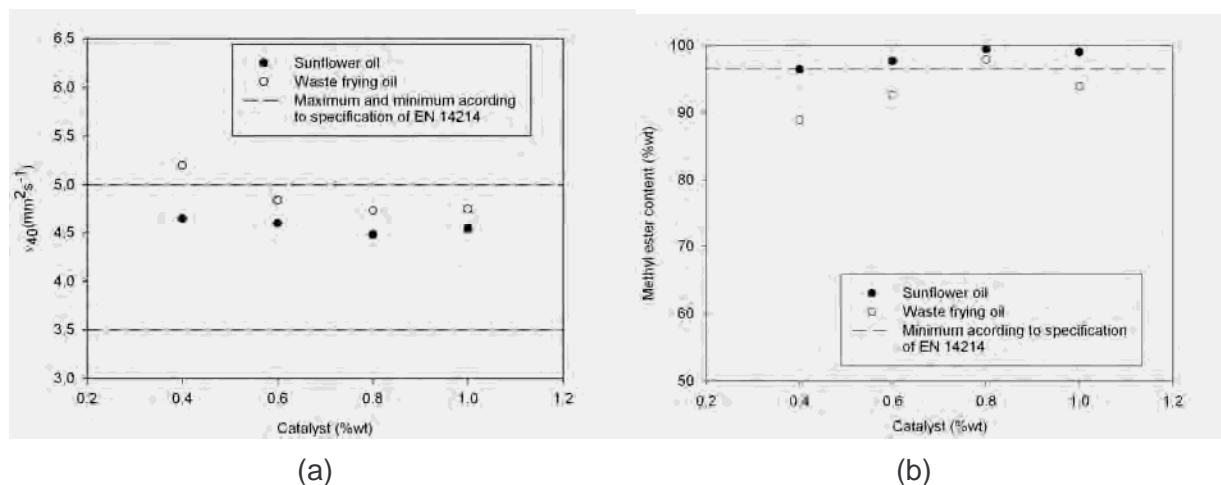 6.5
6.0
5.5
5.0
4.5
4.0
3.5
3.0
ν40(mm2s-1)
Sunflower oil
Waste frying oil
Maximum and minimum acording
to specification of EN 14214
0.2 0.4 0.6 0.8 1.0 1.2
Catalyst (%wt)
(a)
100
90
80
70
60
50
Methyl ester content (%wt)
Sunflower oil
Waste frying oil
Minimum acording to specification
of EN 14214
0.2 0.4 0.6 0.8 1.0 1.2
Catalyst (%wt)
(b)